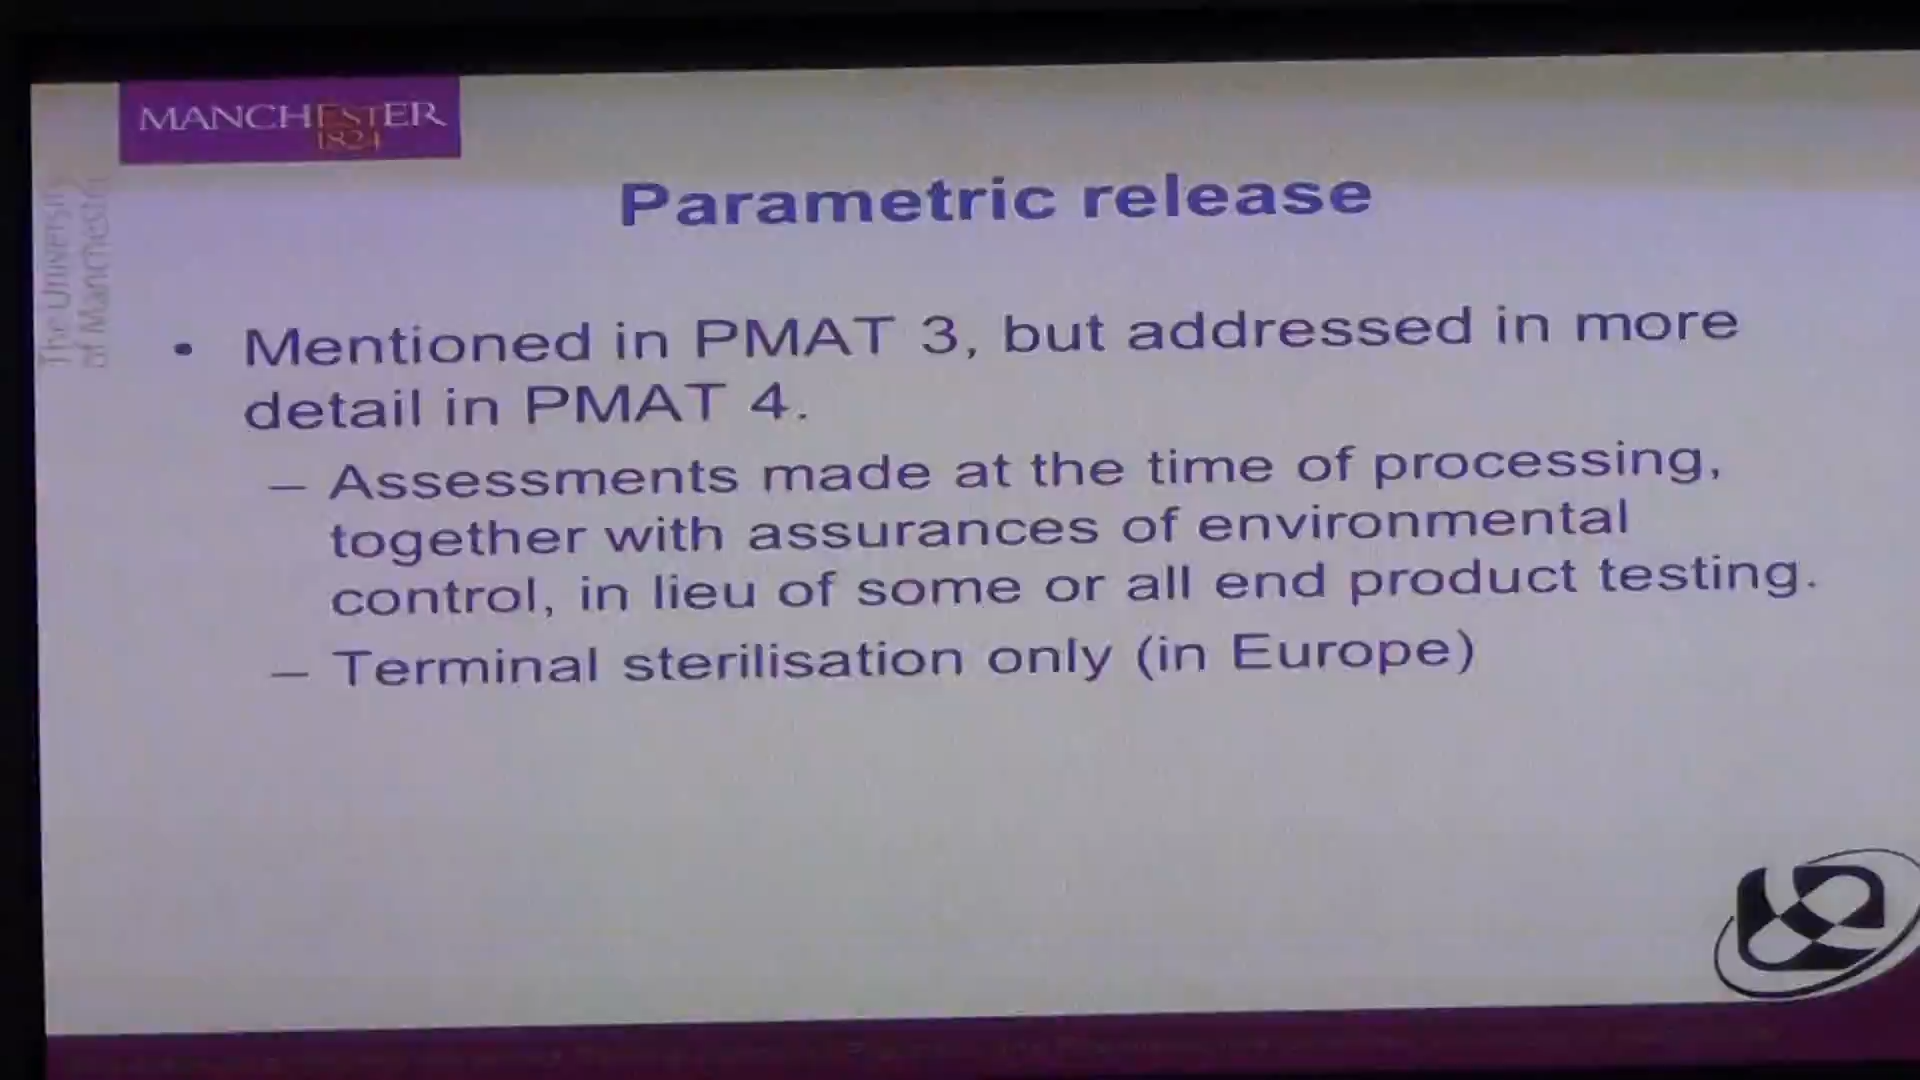 MANCHESTER
1824
The University
of Manchester
Parametric release
• Mentioned in PMAT 3, but addressed in more
detail in PMAT 4.
– Assessments made at the time of processing,
together with assurances of environmental
control, in lieu of some or all end product testing.
– Terminal sterilisation only (in Europe)